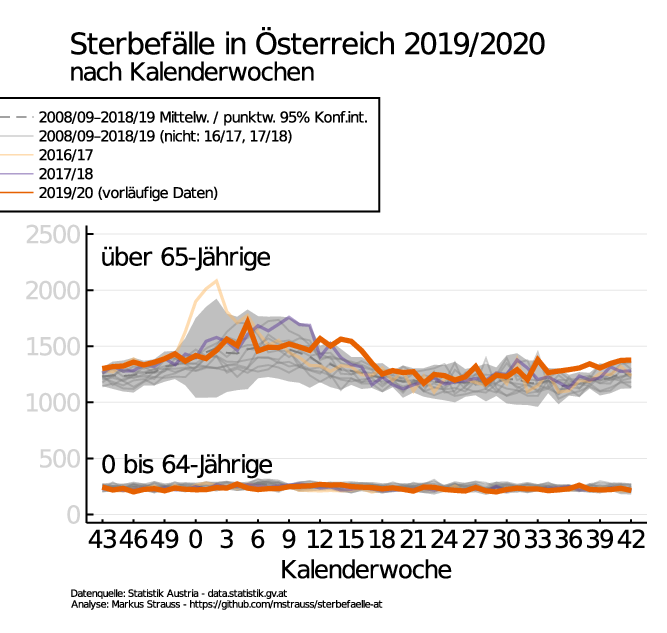 Sterbefälle in Österreich 2019/2020
nach Kalenderwochen
2008/09–2018/19 Mittelw. / punktw. 95% Konf.int.
2008/09–2018/19 (nicht: 16/17, 17/18)
2016/17
2017/18
2019/20 (vorläufige Daten)
2500
über 65-Jährige
2000
1500
1000
500
0 bis 64-Jährige
0
43 46 49 0 3 6 9 12 15 18 21 24 27 30 33 36 39 42
Kalenderwoche
Datenquelle: Statistik Austria - data.statistik.gv.at
Analyse: Markus Strauss - https://github.com/mstrauss/sterbefaelle-at